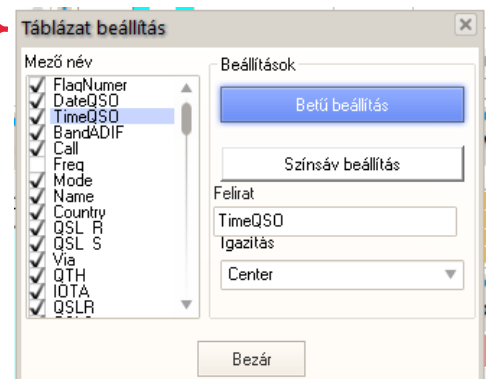 Táblázat beállítás
Mező név
FlagNumer
DateQSO
TimeQSO
BandADIF
Call
Freq
Mode
Name
Country
QSL R
QSL S
Via
QTH
IOTA
QSLR
Beállítások
Betű beállítás
Színsáv beállítás
Felirat
TimeQSO
Igazítás
Center
Bezár